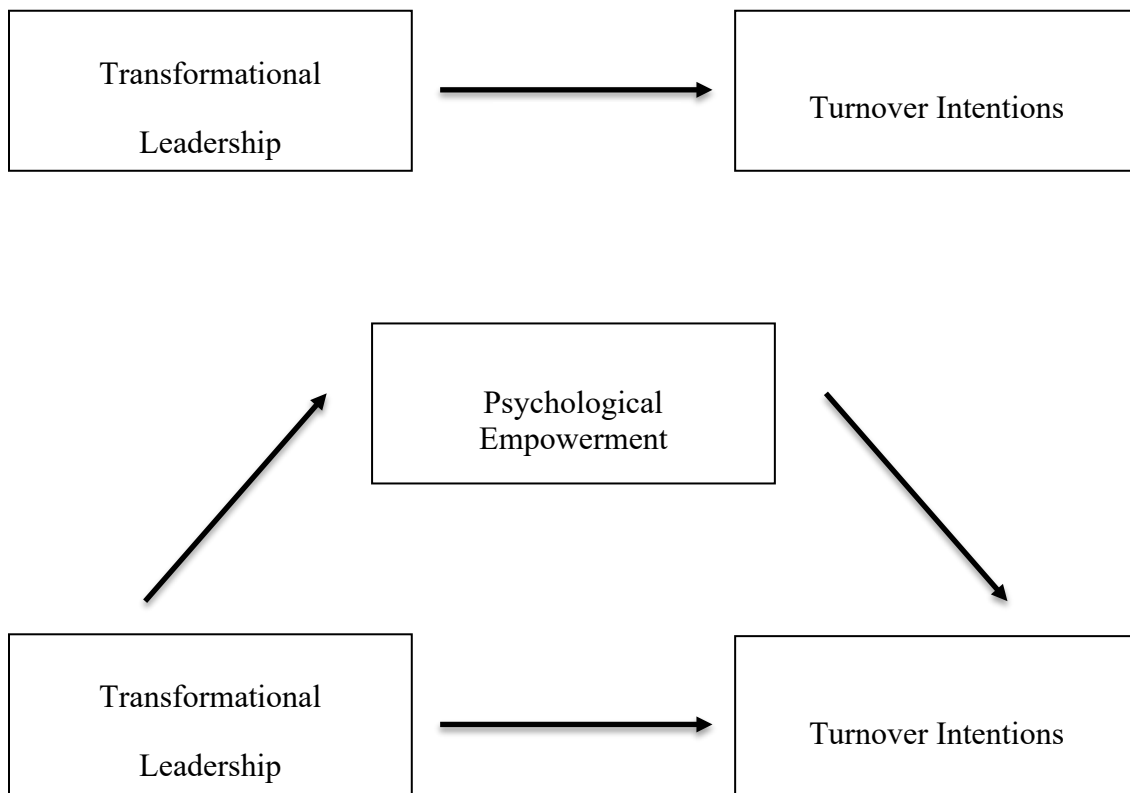 Transformational
Leadership
Turnover Intentions
Psychological
Empowerment
Transformational
Leadership
Turnover Intentions